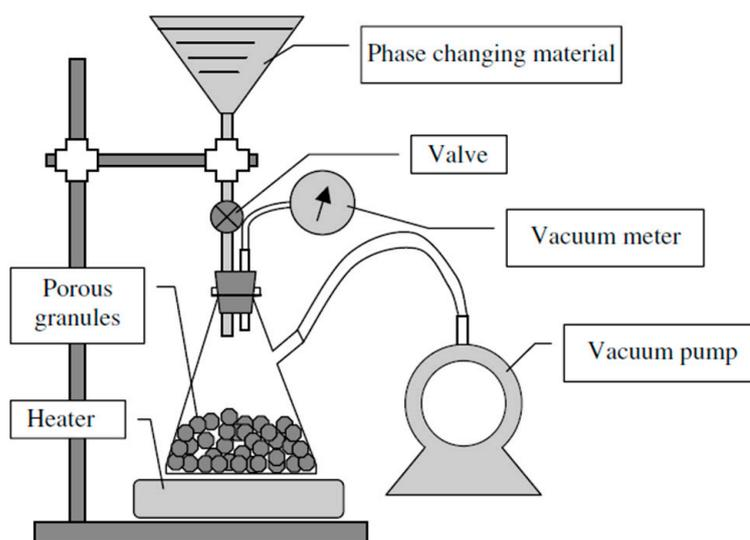 Phase changing material
Valve
Vacuum meter
Porous
granules
Vacuum pump
Heater